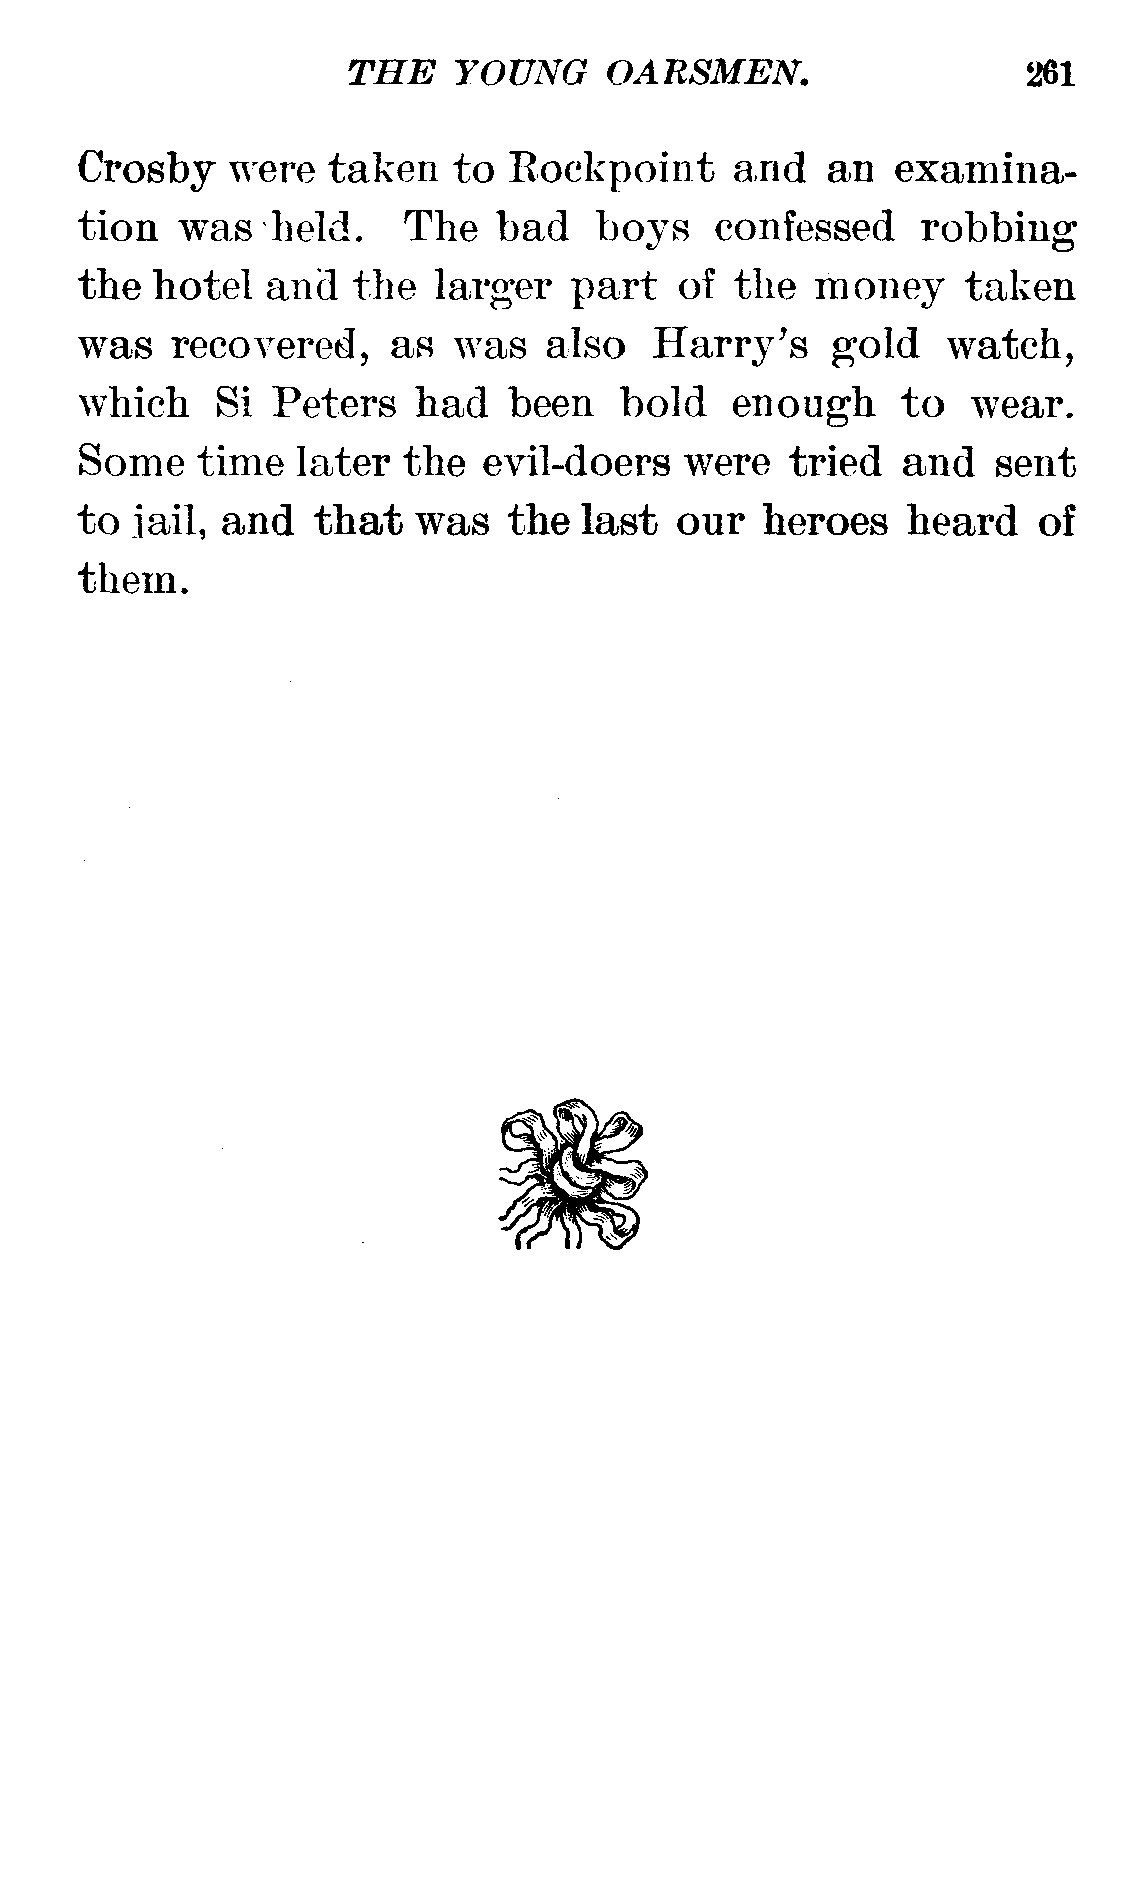 THE YOUNG OARSMEN. 261
Crosby were taken to Rockpoint and an examina-
tion was held. The bad boys confessed robbing
the hotel and the larger part of the money taken
was recovered, as was also Harry's gold watch,
which Si Peters had been bold enough to wear.
Some time later the evil-doers were tried and sent
to jail, and that was the last our heroes heard of
them.